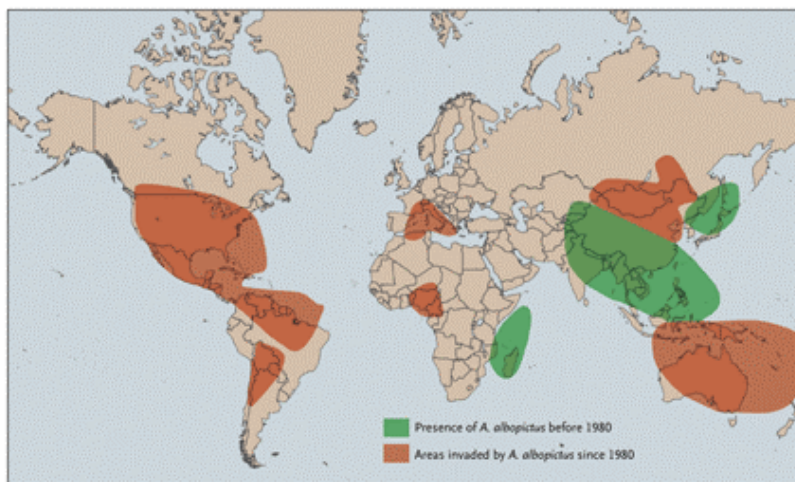 Presence of A. albopictus before 1980
Areas invaded by A. albopictus since 1980